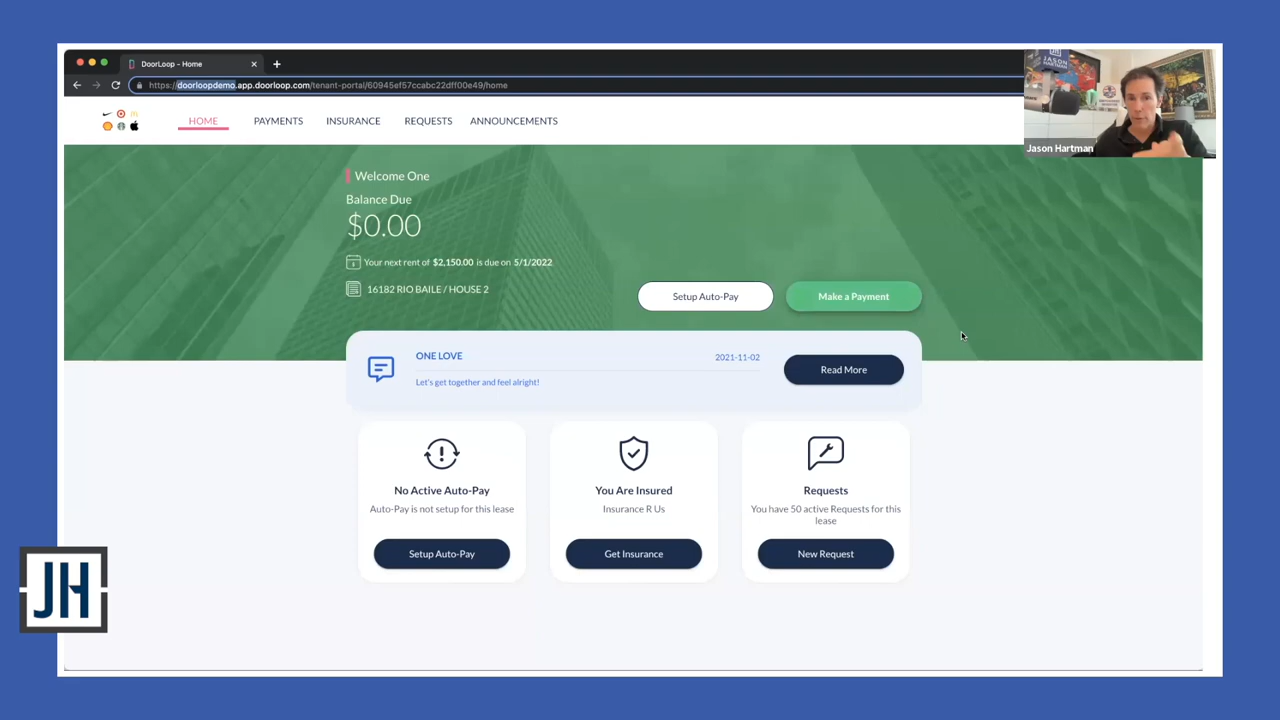 DoorLoop - Home
https://doorloopdemo.app.doorloop.com/tenant-portal/60945ef57ccabc22dff00e49/home
HOME
PAYMENTS
INSURANCE
REQUESTS
ANNOUNCEMENTS
Jason Hartman
Welcome One
Balance Due
$0.00
Your next rent of $2,150.00 is due on 5/1/2022
16182 RIO BAILE / HOUSE 2
Setup Auto-Pay
Make a Payment
ONE LOVE
2021-11-02
Let's get together and feel alright!
Read More
No Active Auto-Pay
Auto-Pay is not setup for this lease
Setup Auto-Pay
You Are Insured
Insurance R Us
Get Insurance
Requests
You have 50 active Requests for this
lease
New Request
JH